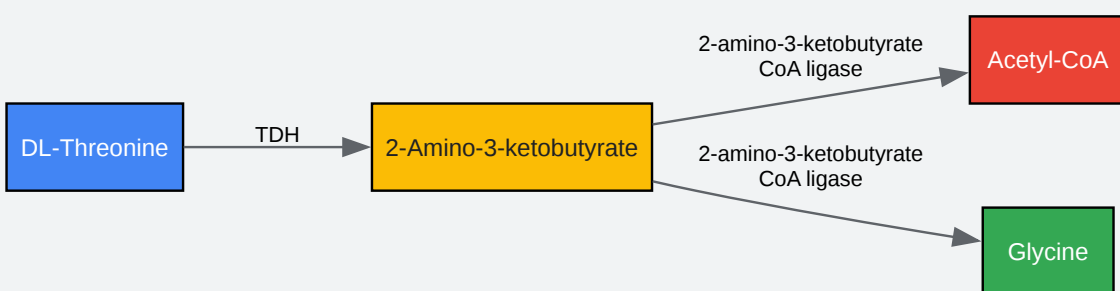 DL-Threonine
TDH
2-Amino-3-ketobutyrate
2-amino-3-ketobutyrate
CoA ligase
Acetyl-CoA
2-amino-3-ketobutyrate
CoA ligase
Glycine